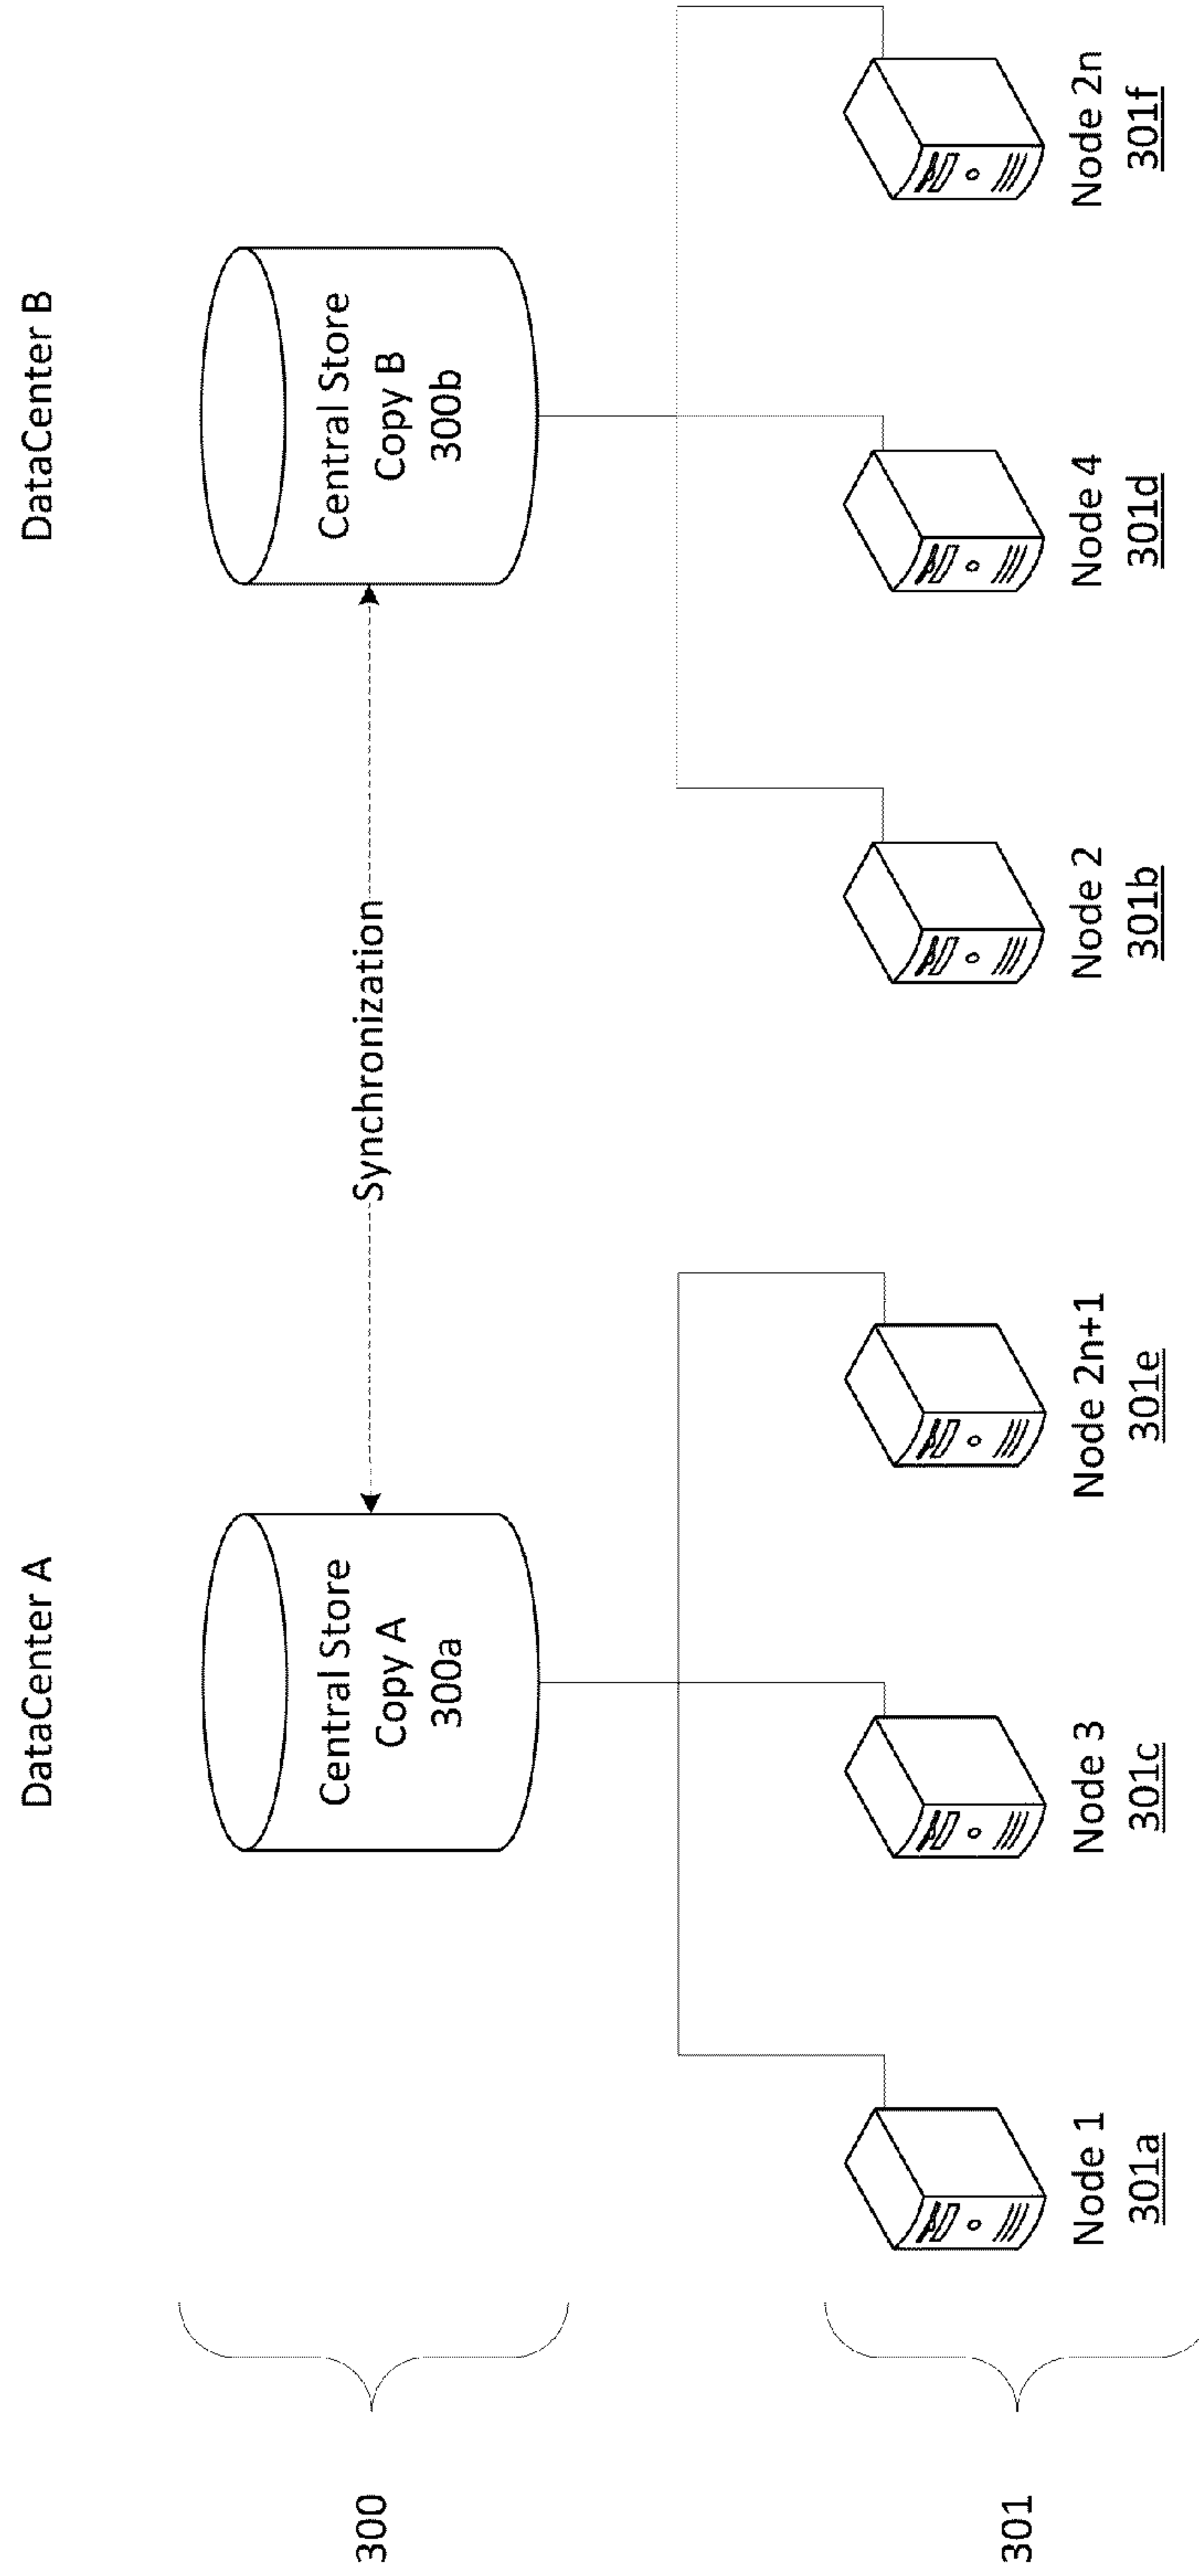 DataCenter A
DataCenter B
300
Central Store
Copy A
300a
Synchronization
Central Store
Copy B
300b
301
Node 1
301a
Node 3
301c
Node 2n+1
301e
Node 2
301b
Node 4
301d
Node 2n
301f